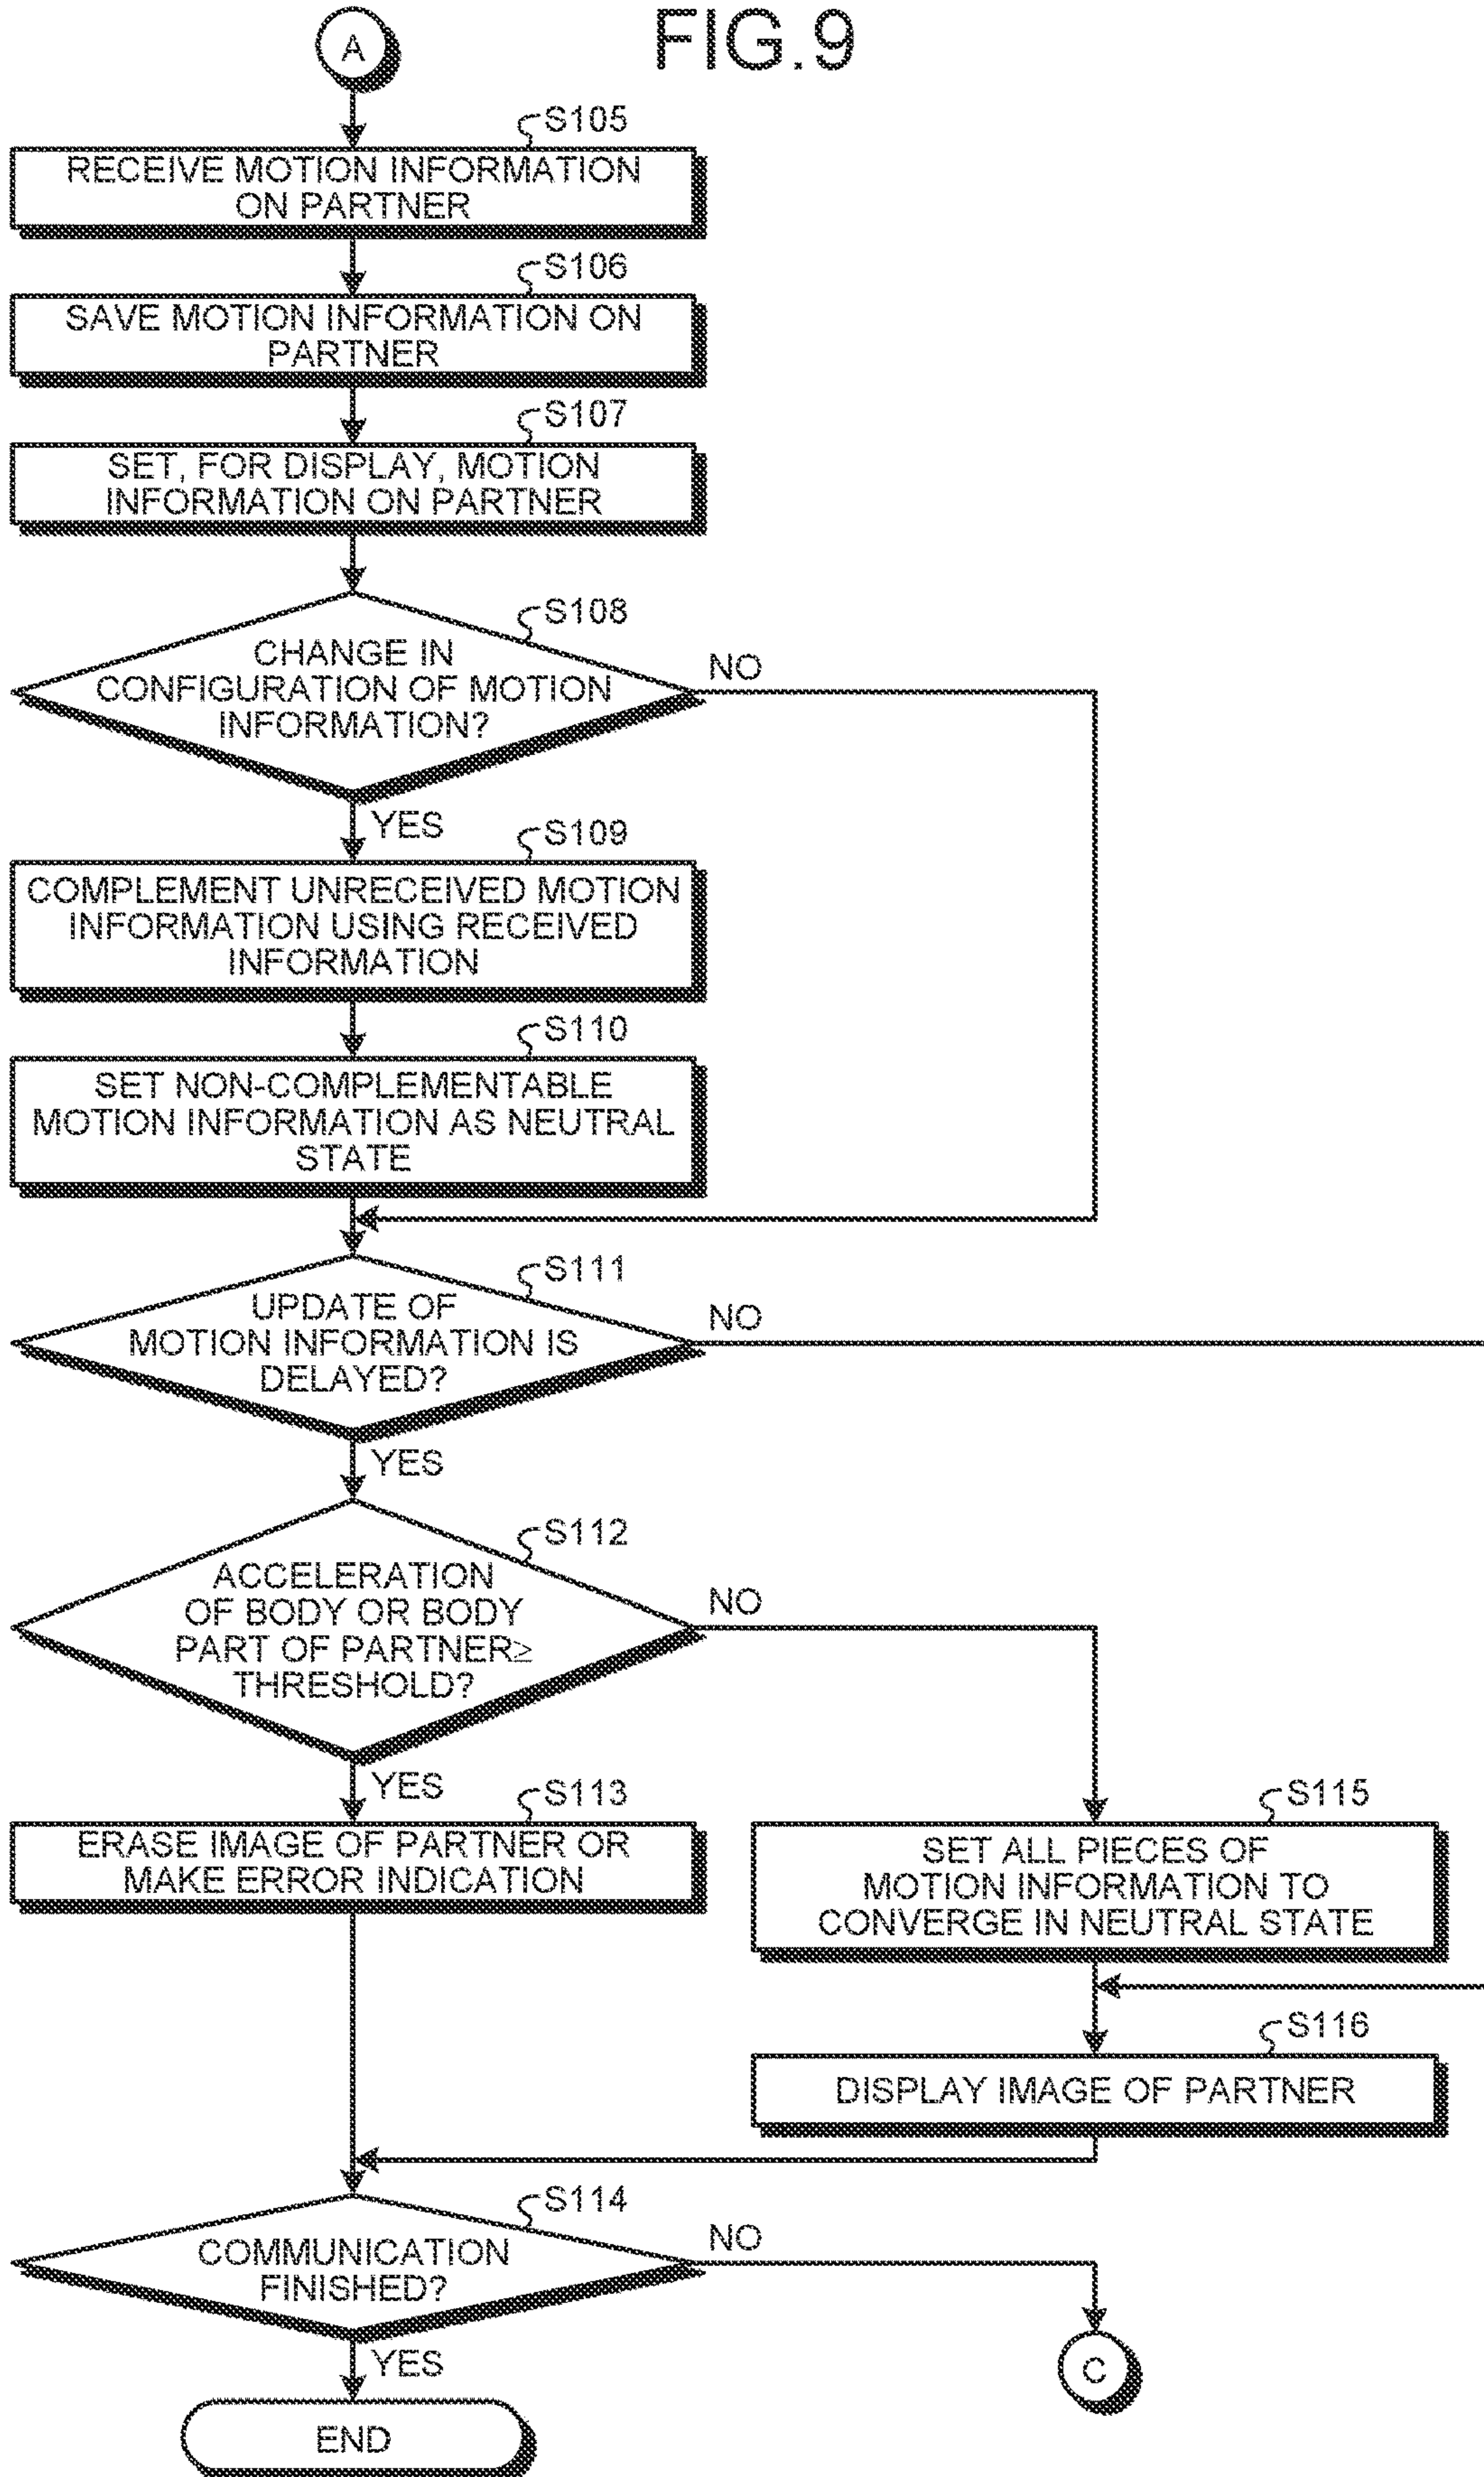 FIG.9
A
S105
RECEIVE MOTION INFORMATION
ON PARTNER
S106
SAVE MOTION INFORMATION ON
PARTNER
S107
SET, FOR DISPLAY, MOTION
INFORMATION ON PARTNER
S108
CHANGE IN
CONFIGURATION OF MOTION
INFORMATION?
NO
YES
S109
COMPLEMENT UNRECEIVED MOTION
INFORMATION USING RECEIVED
INFORMATION
S110
SET NON-COMPLEMENTABLE
MOTION INFORMATION AS NEUTRAL
STATE
S111
UPDATE OF
MOTION INFORMATION IS
DELAYED?
NO
YES
S112
ACCELERATION
OF BODY OR BODY
PART OF PARTNER≥
THRESHOLD?
NO
YES
S113
ERASE IMAGE OF PARTNER OR
MAKE ERROR INDICATION
S115
SET ALL PIECES OF
MOTION INFORMATION TO
CONVERGE IN NEUTRAL STATE
S116
DISPLAY IMAGE OF PARTNER
S114
COMMUNICATION
FINISHED?
NO
YES
C
END